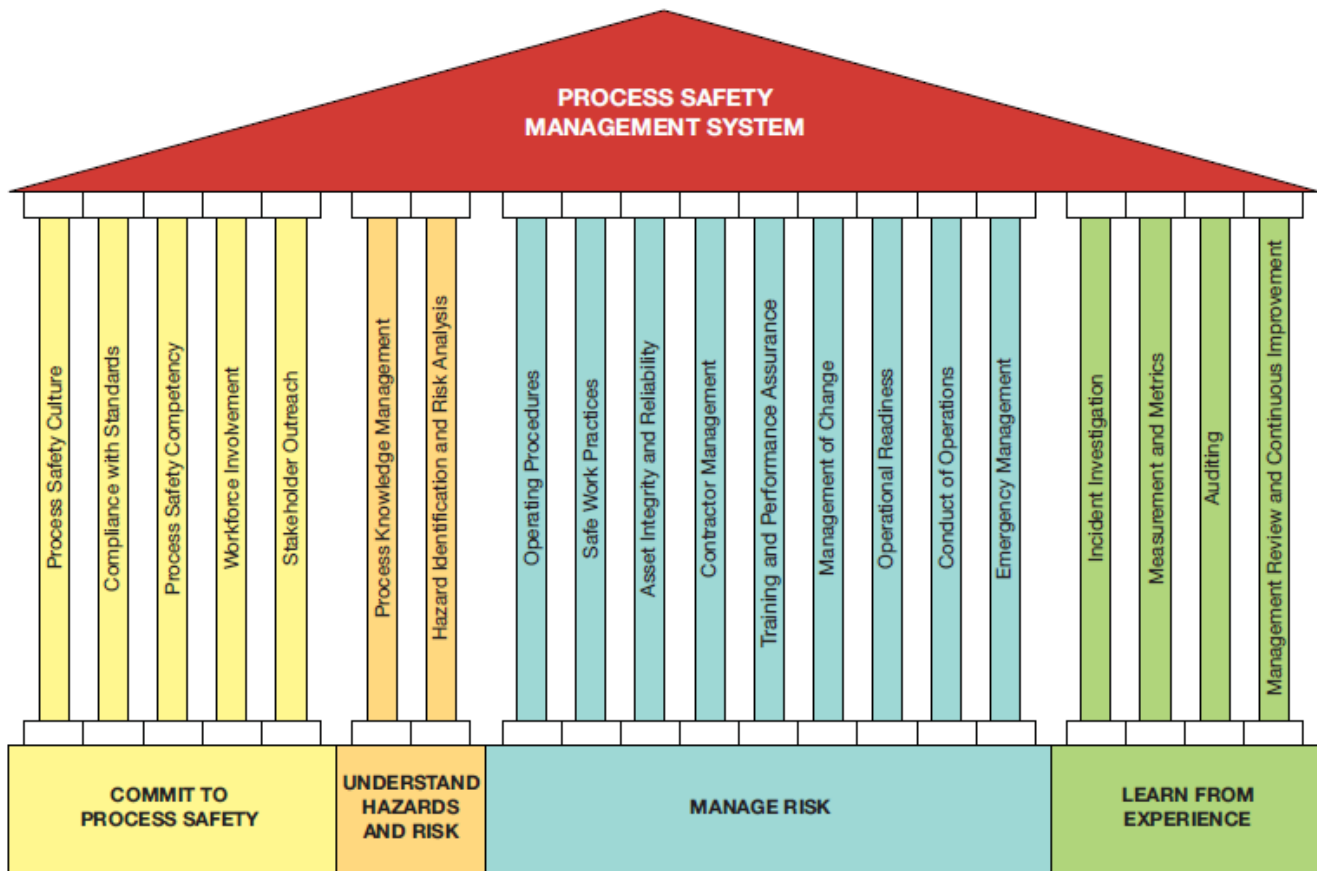 PROCESS SAFETY
MANAGEMENT SYSTEM
Process Safety Culture
Compliance with Standards
Process Safety Competency
Workforce Involvement
Stakeholder Outreach
Process Knowledge Management
Hazard Identification and Risk Analysis
Operating Procedures
Safe Work Practices
Asset Integrity and Reliability
Contractor Management
Training and Performance Assurance
Management of Change
Operational Readiness
Conduct of Operations
Emergency Management
Incident Investigation
Measurement and Metrics
Auditing
Management Review and Continuous Improvement
COMMIT TO
PROCESS SAFETY
UNDERSTAND
HAZARDS
AND RISK
MANAGE RISK
LEARN FROM
EXPERIENCE